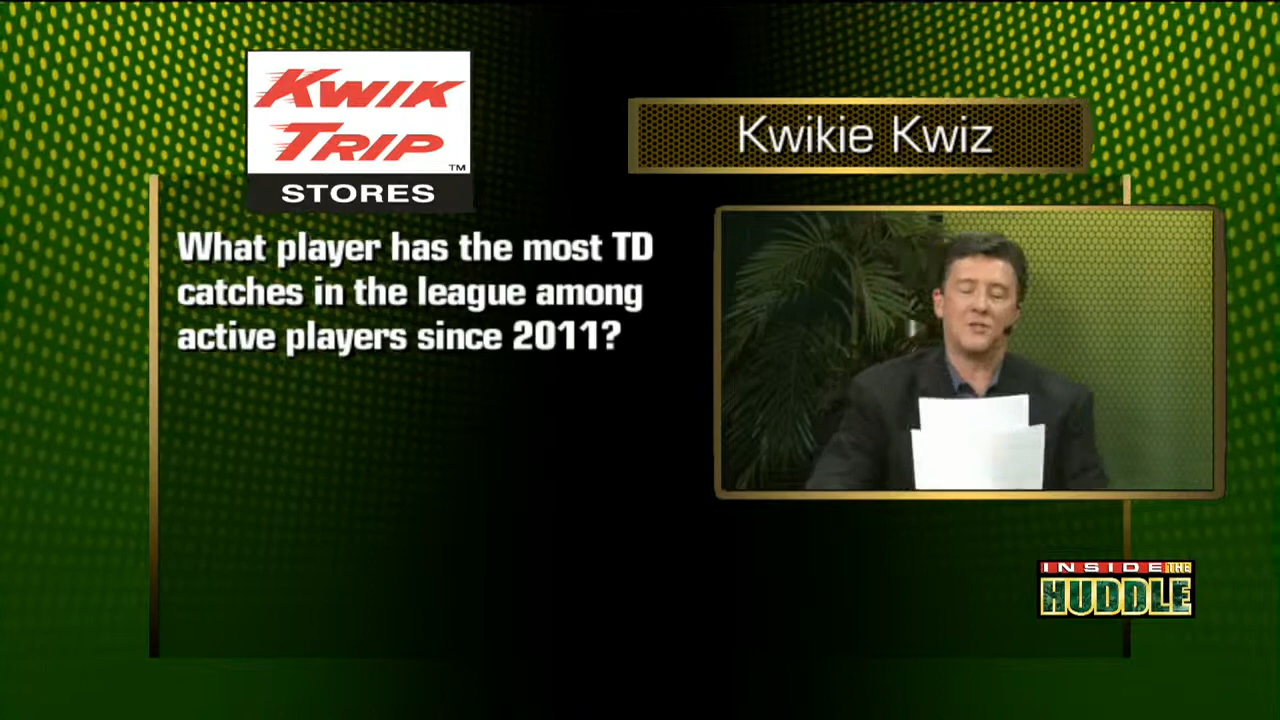 KWIK
TRIP
TM
STORES
Kwikie Kwiz
What player has the most TD
catches in the league among
active players since 2011?
INSIDE THE
HUDDLE